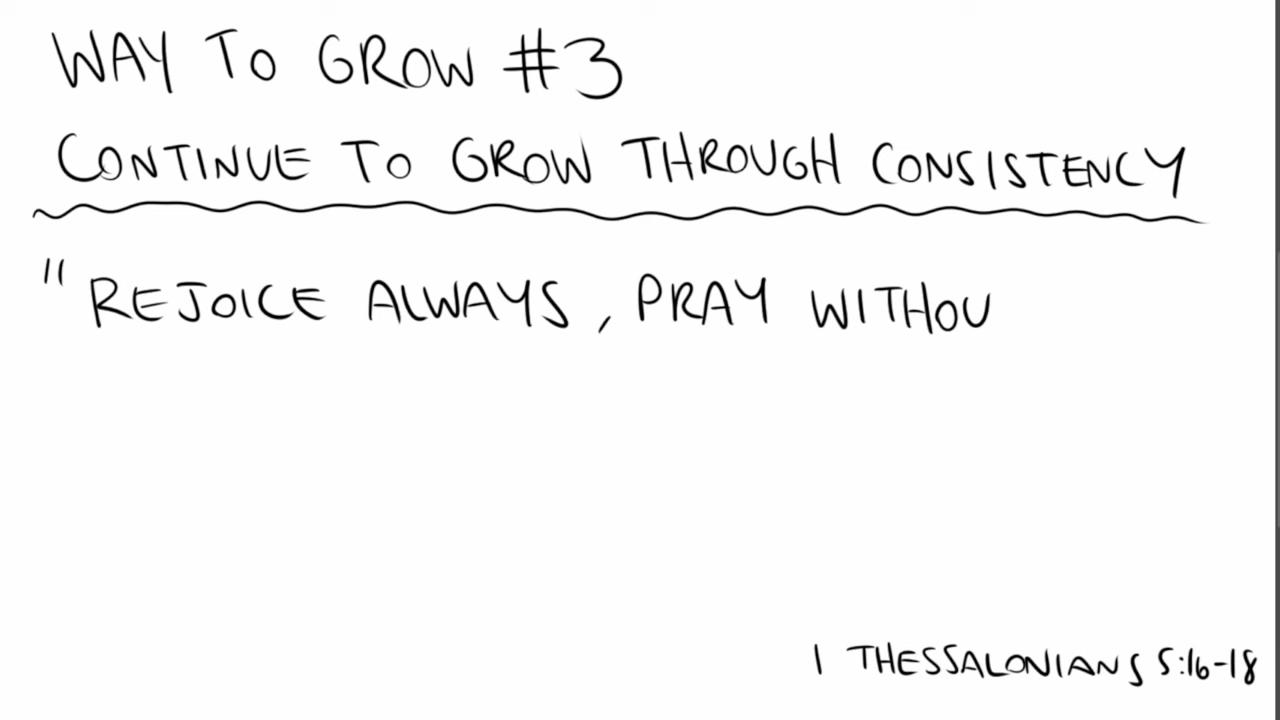 WAY TO GROW #3
CONTINUE TO GROW THROUGH CONSISTENCY
"REJOICE ALWAYS, PRAY WITHOU
1 THESSALONIANS 5:16-18